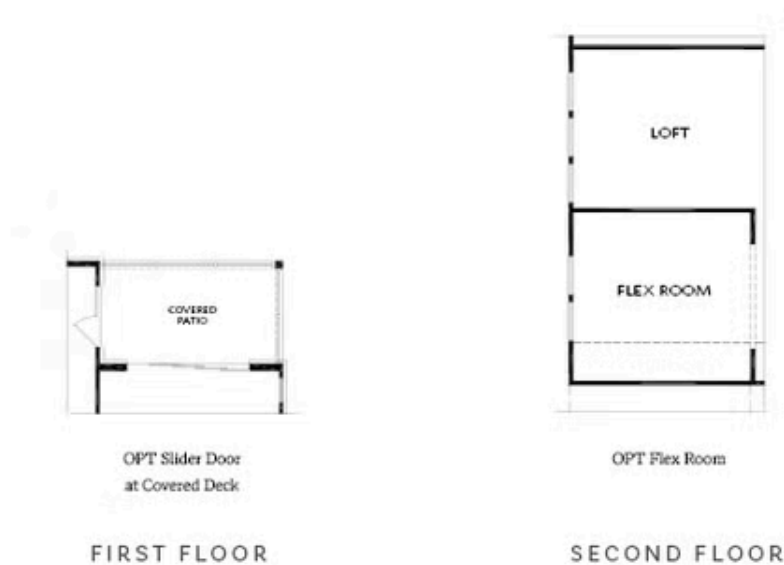 LOFT
FLEX ROOM
COVERED
PATIO
OPT Slider Door
at Covered Deck
OPT Flex Room
FIRST FLOOR
SECOND FLOOR